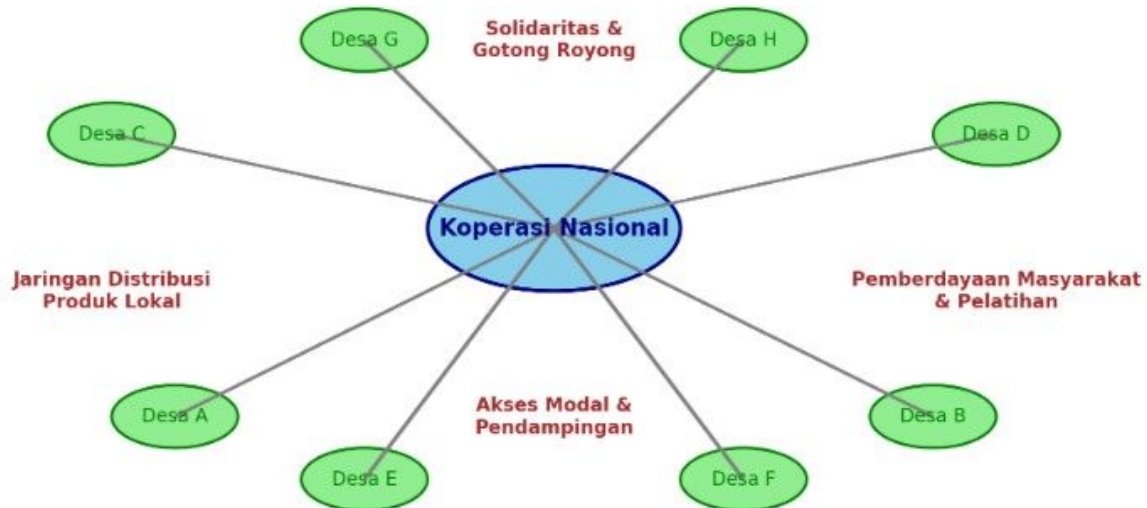 Desa G
Solidaritas &
Gotong Royong
Desa H
Desa C
Desa D
Koperasi Nasional
Jaringan Distribusi
Produk Lokal
Pemberdayaan Masyarakat
& Pelatihan
Desa A
Akses Modal &
Pendampingan
Desa B
Desa E
Desa F